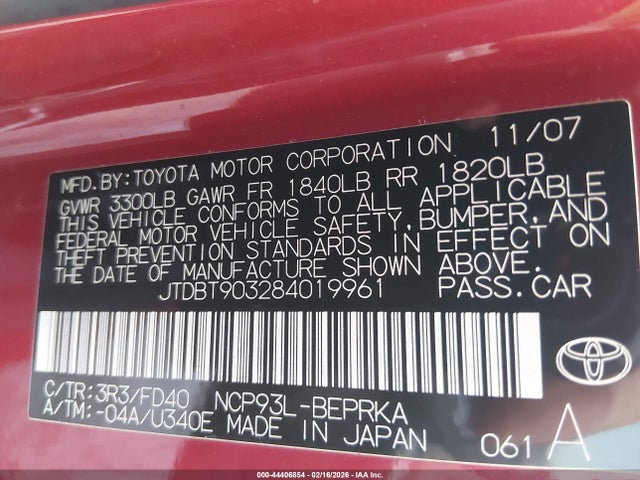 11/07
MFD. BY: TOYOTA MOTOR CORPORATION
GVWR 3300LB GAWR FR 1840LB RR 1820LB
THIS VEHICLE CONFORMS TO ALL APPLICABLE
FEDERAL MOTOR VEHICLE SAFETY, BUMPER, AND
THEFT PREVENTION STANDARDS IN EFFECT ON
THE DATE OF MANUFACTURE SHOWN ABOVE.
JTDBT903284019961 PASS. CAR
C/TR: 3R3/FD40 NCP93L-BEPRKA
A/TM: -04A/U340E MADE IN JAPAN 061 A
000-44406854 - 02/16/2026 - IAA Inc.